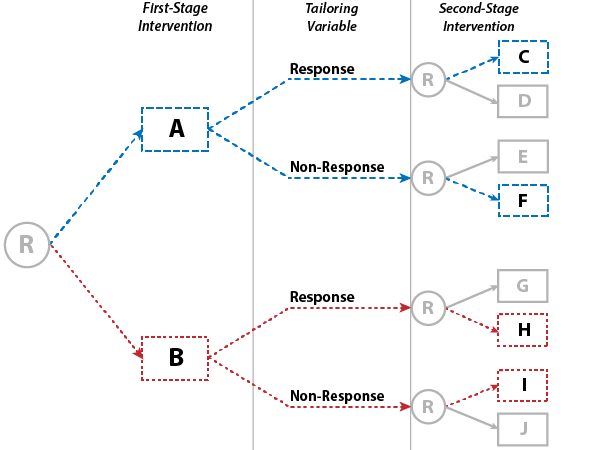 First-Stage
Intervention
Tailoring
Variable
Second-Stage
Intervention
R
A
Response
R
C
D
Non-Response
R
E
F
B
Response
R
G
H
Non-Response
R
I
J